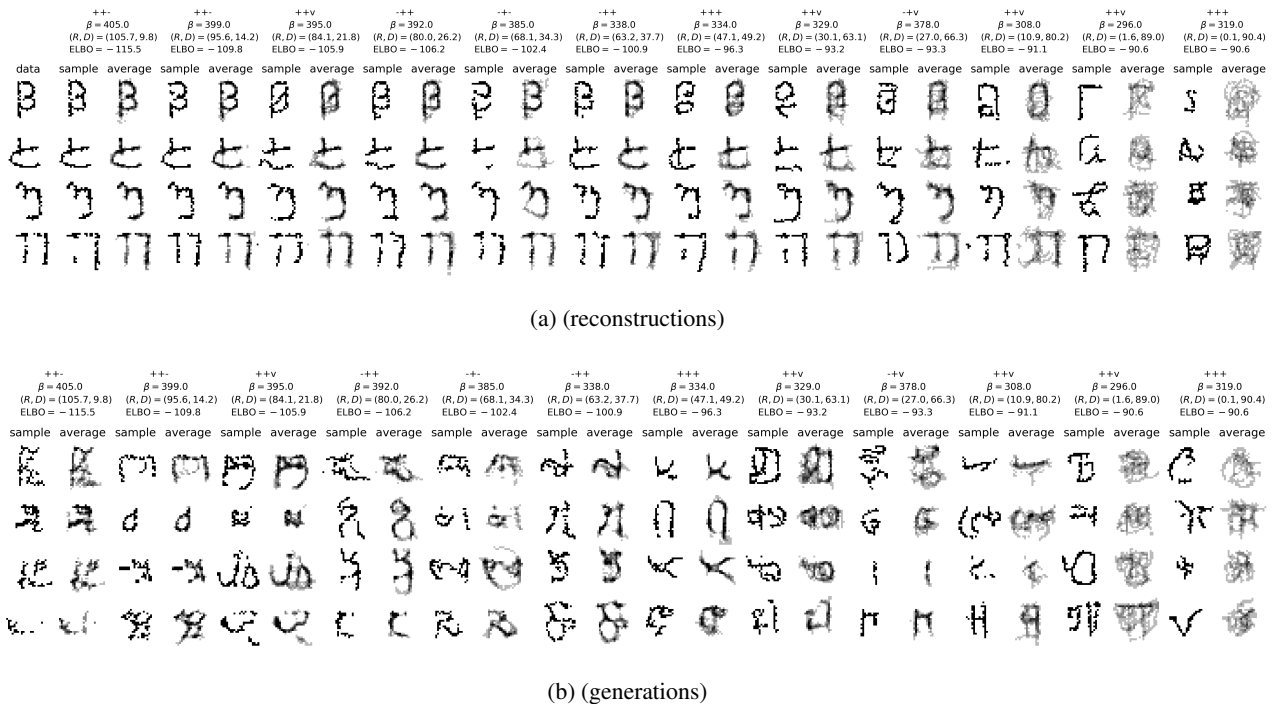 ++- ++- ++v -++ -+- -++ +++ ++v -+v ++v ++v +++
β = 405.0 β = 399.0 β = 395.0 β = 392.0 β = 385.0 β = 338.0 β = 334.0 β = 329.0 β = 378.0 β = 308.0 β = 296.0 β = 319.0
(R, D) = (105.7, 9.8) (R, D) = (95.6, 14.2) (R, D) = (84.1, 21.8) (R, D) = (80.0, 26.2) (R, D) = (68.1, 34.3) (R, D) = (63.2, 37.7) (R, D) = (47.1, 49.2) (R, D) = (30.1, 63.1) (R, D) = (27.0, 66.3) (R, D) = (10.9, 80.2) (R, D) = (1.6, 89.0) (R, D) = (0.1, 90.4)
ELBO = −115.5 ELBO = −109.8 ELBO = −105.9 ELBO = −106.2 ELBO = −102.4 ELBO = −100.9 ELBO = −96.3 ELBO = −93.2 ELBO = −93.3 ELBO = −91.1 ELBO = −90.6 ELBO = −90.6
data sample average sample average sample average sample average sample average sample average sample average sample average sample average sample average sample average sample average
(a) (reconstructions)
++- ++- ++v -++ -+- -++ +++ ++v -+v ++v ++v +++
β = 405.0 β = 399.0 β = 395.0 β = 392.0 β = 385.0 β = 338.0 β = 334.0 β = 329.0 β = 378.0 β = 308.0 β = 296.0 β = 319.0
(R, D) = (105.7, 9.8) (R, D) = (95.6, 14.2) (R, D) = (84.1, 21.8) (R, D) = (80.0, 26.2) (R, D) = (68.1, 34.3) (R, D) = (63.2, 37.7) (R, D) = (47.1, 49.2) (R, D) = (30.1, 63.1) (R, D) = (27.0, 66.3) (R, D) = (10.9, 80.2) (R, D) = (1.6, 89.0) (R, D) = (0.1, 90.4)
ELBO = −115.5 ELBO = −109.8 ELBO = −105.9 ELBO = −106.2 ELBO = −102.4 ELBO = −100.9 ELBO = −96.3 ELBO = −93.2 ELBO = −93.3 ELBO = −91.1 ELBO = −90.6 ELBO = −90.6
sample average sample average sample average sample average sample average sample average sample average sample average sample average sample average sample average sample average
(b) (generations)